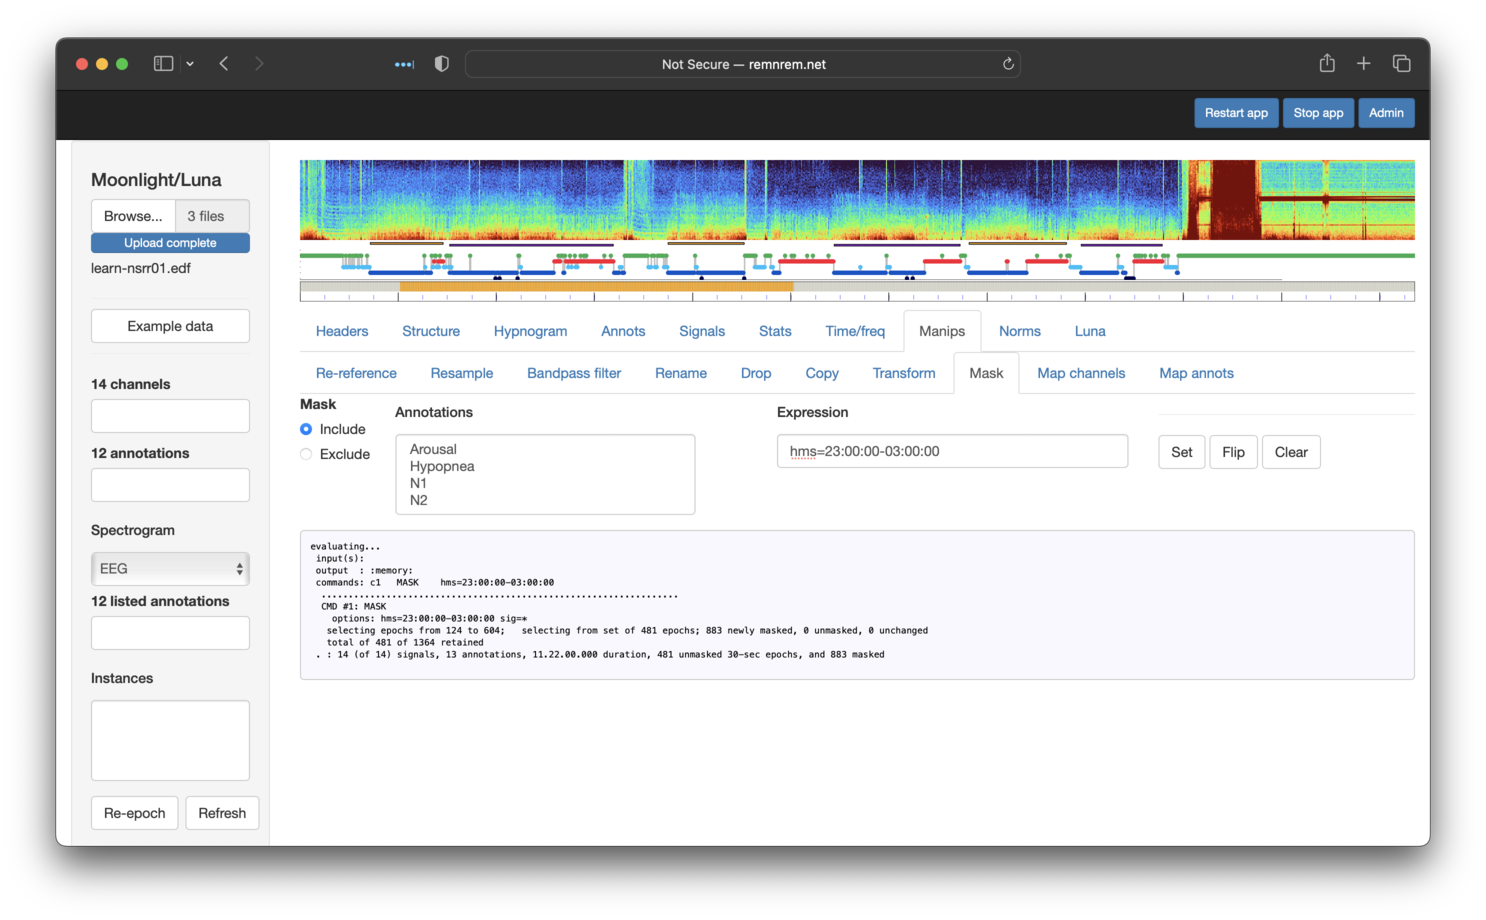 Not Secure — remnrem.net
Restart app Stop app Admin
Moonlight/Luna
Browse... 3 files
Upload complete
learn-nsrr01.edf
Example data
14 channels
12 annotations
Spectrogram
EEG
12 listed annotations
Instances
Re-epoch Refresh
Headers Structure Hypnogram Annots Signals Stats Time/freq Manips Norms Luna
Re-reference Resample Bandpass filter Rename Drop Copy Transform Mask Map channels Map annots
Mask
Include
Exclude
Annotations
Arousal
Hypopnea
N1
N2
Expression
hms=23:00:00-03:00:00
Set Flip Clear
evaluating...
input(s):
output : :memory:
commands: c1 MASK hms=23:00:00-03:00:00
..................................................................
CMD #1: MASK
options: hms=23:00:00-03:00:00 sig=*
selecting epochs from 124 to 604; selecting from set of 481 epochs; 883 newly masked, 0 unmasked, 0 unchanged
total of 481 of 1364 retained
. : 14 (of 14) signals, 13 annotations, 11.22.00.000 duration, 481 unmasked 30-sec epochs, and 883 masked